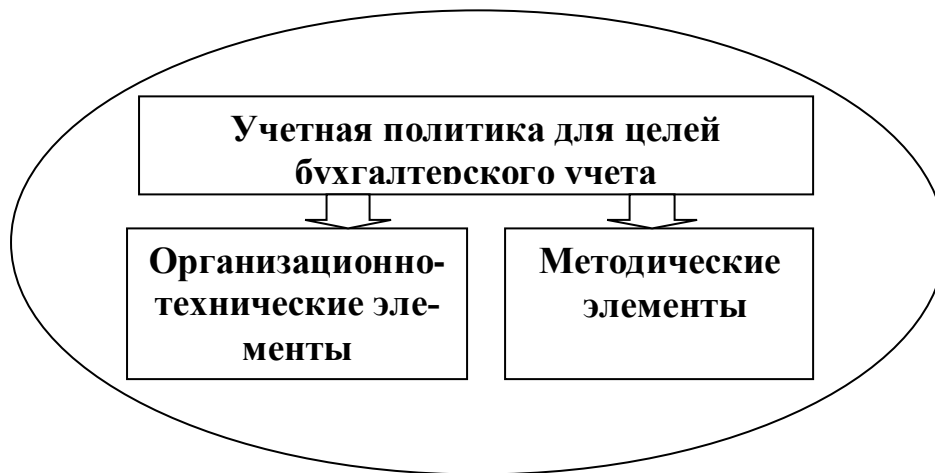 Учетная политика для целей
бухгалтерского учета
Организационно-
технические эле-
менты
Методические
элементы